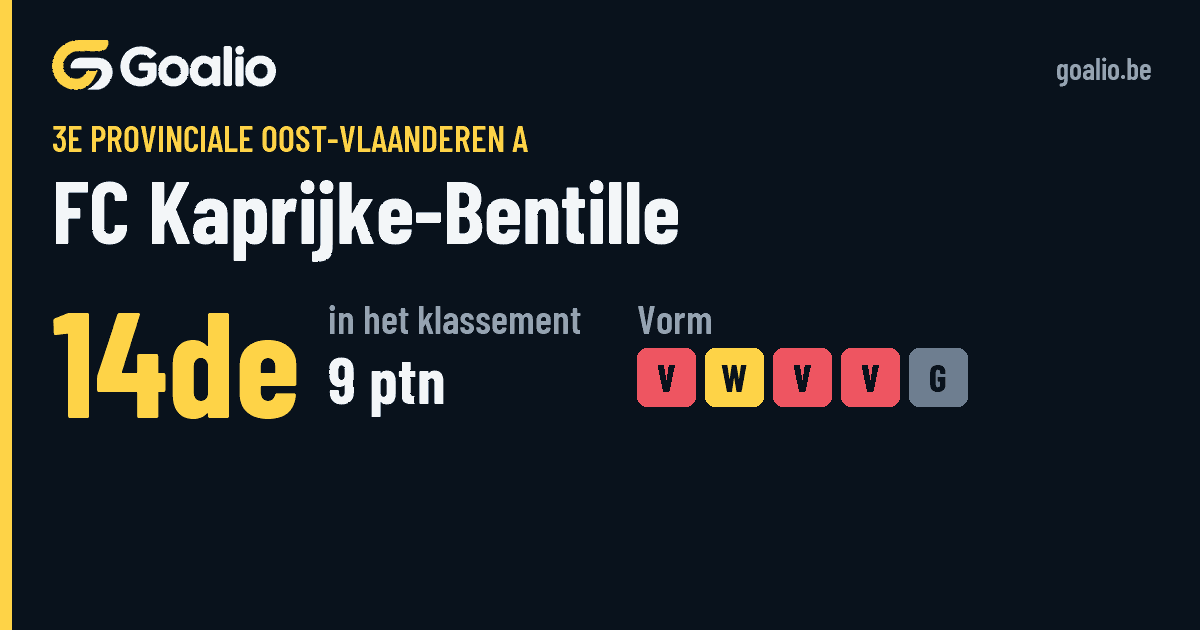 Goalio
goalio.be
3E PROVINCIALE OOST-VLAANDEREN A
FC Kaprijke-Bentille
14de
in het klassement
9 ptn
Vorm
V W V V G